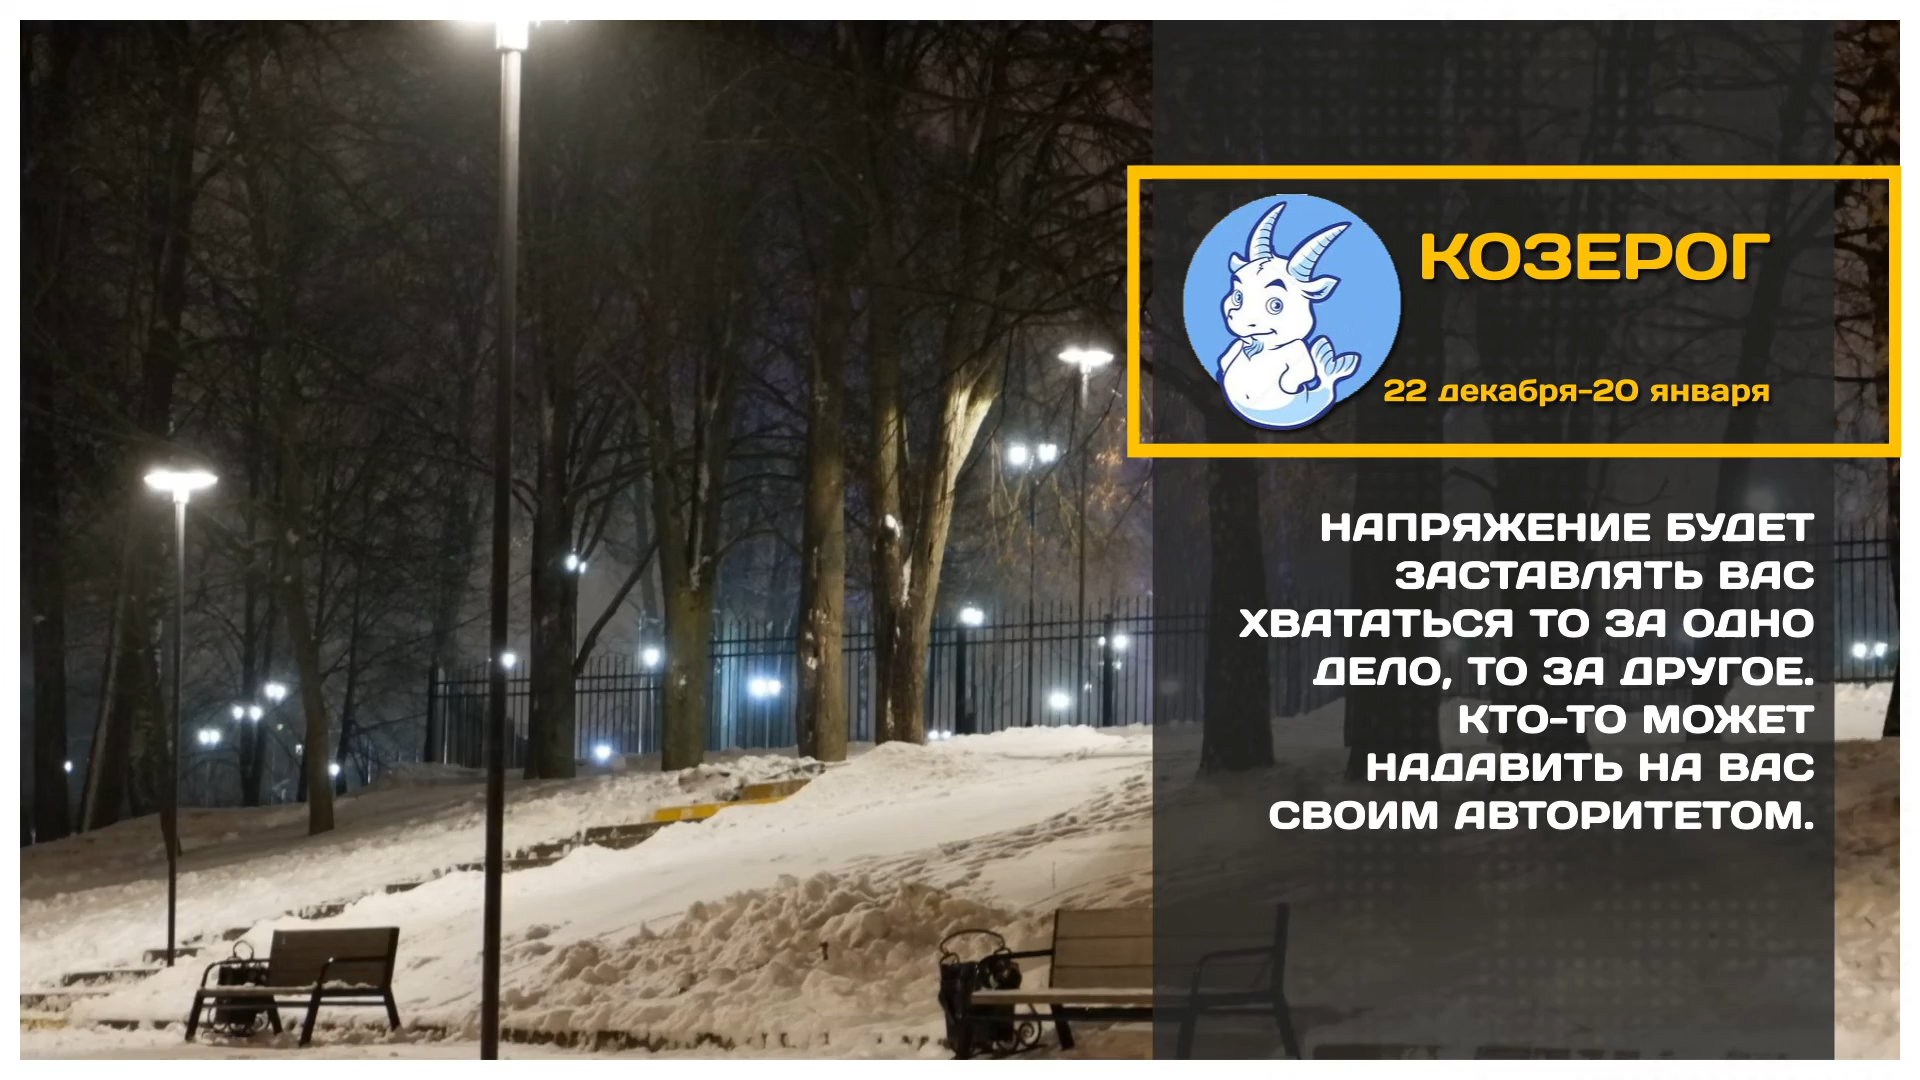 КОЗЕРОГ
22 декабря-20 января
НАПРЯЖЕНИЕ БУДЕТ
ЗАСТАВЛЯТЬ ВАС
ХВАТАТЬСЯ ТО ЗА ОДНО
ДЕЛО, ТО ЗА ДРУГОЕ.
КТО-ТО МОЖЕТ
НАДАВИТЬ НА ВАС
СВОИМ АВТОРИТЕТОМ.